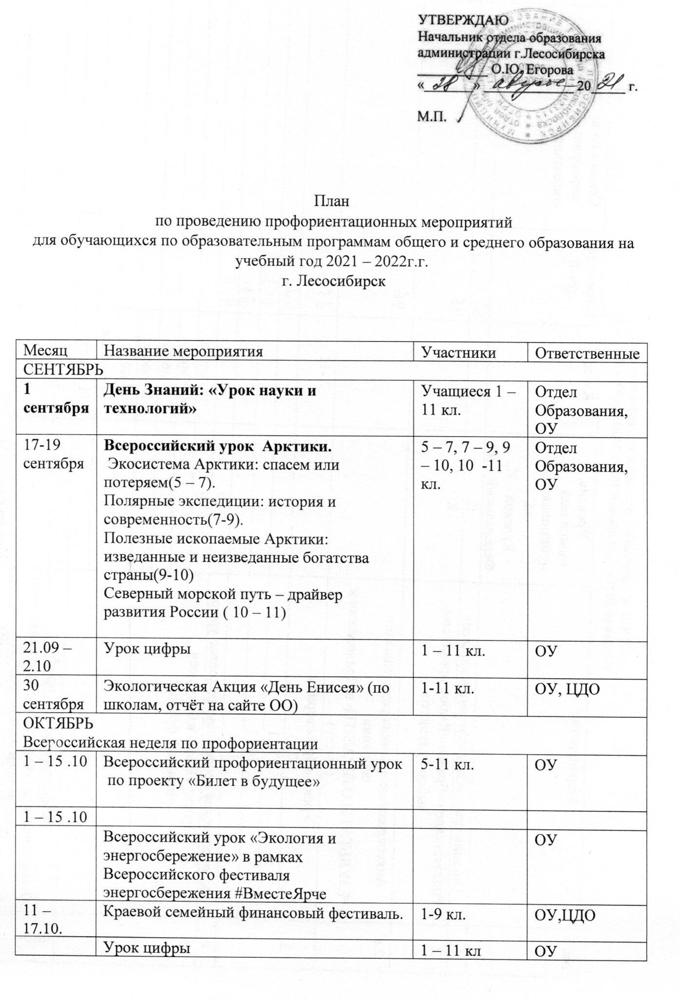 УТВЕРЖДАЮ
Начальник отдела образования
администрации г.Лесосибирска
О.Ю. Егорова
« 28 » август 20 21 г.
М.П.
План
по проведению профориентационных мероприятий
для обучающихся по образовательным программам общего и среднего образования на
учебный год 2021 – 2022г.г.
г. Лесосибирск
Месяц Название мероприятия Участники Ответственные
СЕНТЯБРЬ
1 День Знаний: «Урок науки и Учащиеся 1 – Отдел
сентября технологий» 11 кл. Образования,
ОУ
17-19 Всероссийский урок  Арктики. 5 – 7, 7 – 9, 9 Отдел
сентября Экосистема Арктики: спасем или – 10, 10  -11 Образования,
потеряем(5 – 7). кл. ОУ
Полярные экспедиции: история и
современность(7-9).
Полезные ископаемые Арктики:
изведанные и неизведанные богатства
страны(9-10)
Северный морской путь – драйвер
развития России ( 10 – 11)
21.09 – Урок цифры 1 – 11 кл. ОУ
2.10
30 Экологическая Акция «День Енисея» (по 1-11 кл. ОУ, ЦДО
сентября школам, отчёт на сайте ОО)
ОКТЯБРЬ
Всероссийская неделя по профориентации
1 – 15 .10 Всероссийский профориентационный урок 5-11 кл. ОУ
по проекту «Билет в будущее»
1 – 15 .10
Всероссийский урок «Экология и ОУ
энергосбережение» в рамках
Всероссийского фестиваля
энергосбережения #ВместеЯрче
11 – Краевой семейный финансовый фестиваль. 1-9 кл. ОУ,ЦДО
17.10.
Урок цифры 1 – 11 кл ОУ